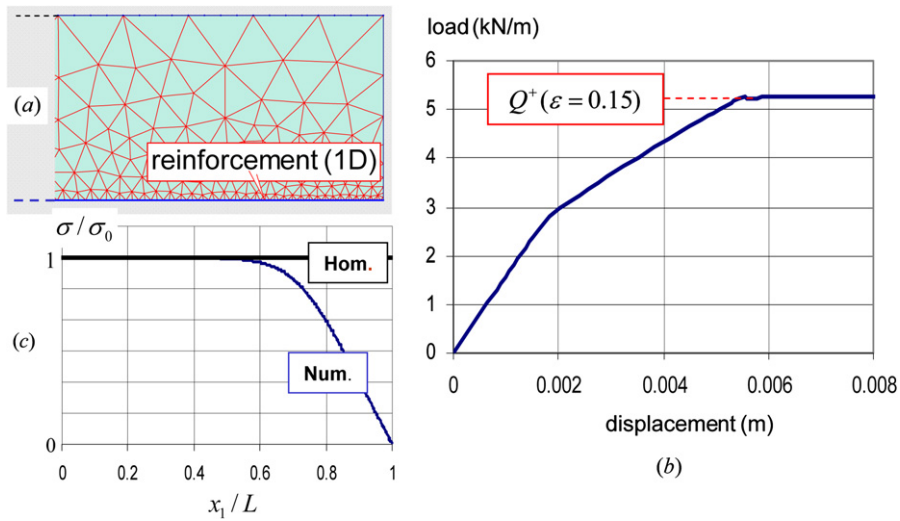 (a)
reinforcement (1D)
σ/σ₀
1
Hom.
(c)
Num.
0
0 0.2 0.4 0.6 0.8 1
x₁/L
load (kN/m)
6
Q⁺(ε = 0.15)
5
4
3
2
1
0
0 0.002 0.004 0.006 0.008
displacement (m)
(b)